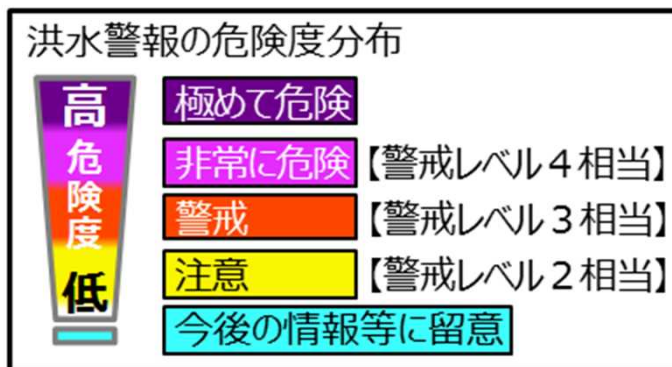 洪水警報の危険度分布
高 危険度 低
極めて危険
非常に危険【警戒レベル４相当】
警戒【警戒レベル３相当】
注意【警戒レベル２相当】
今後の情報等に留意